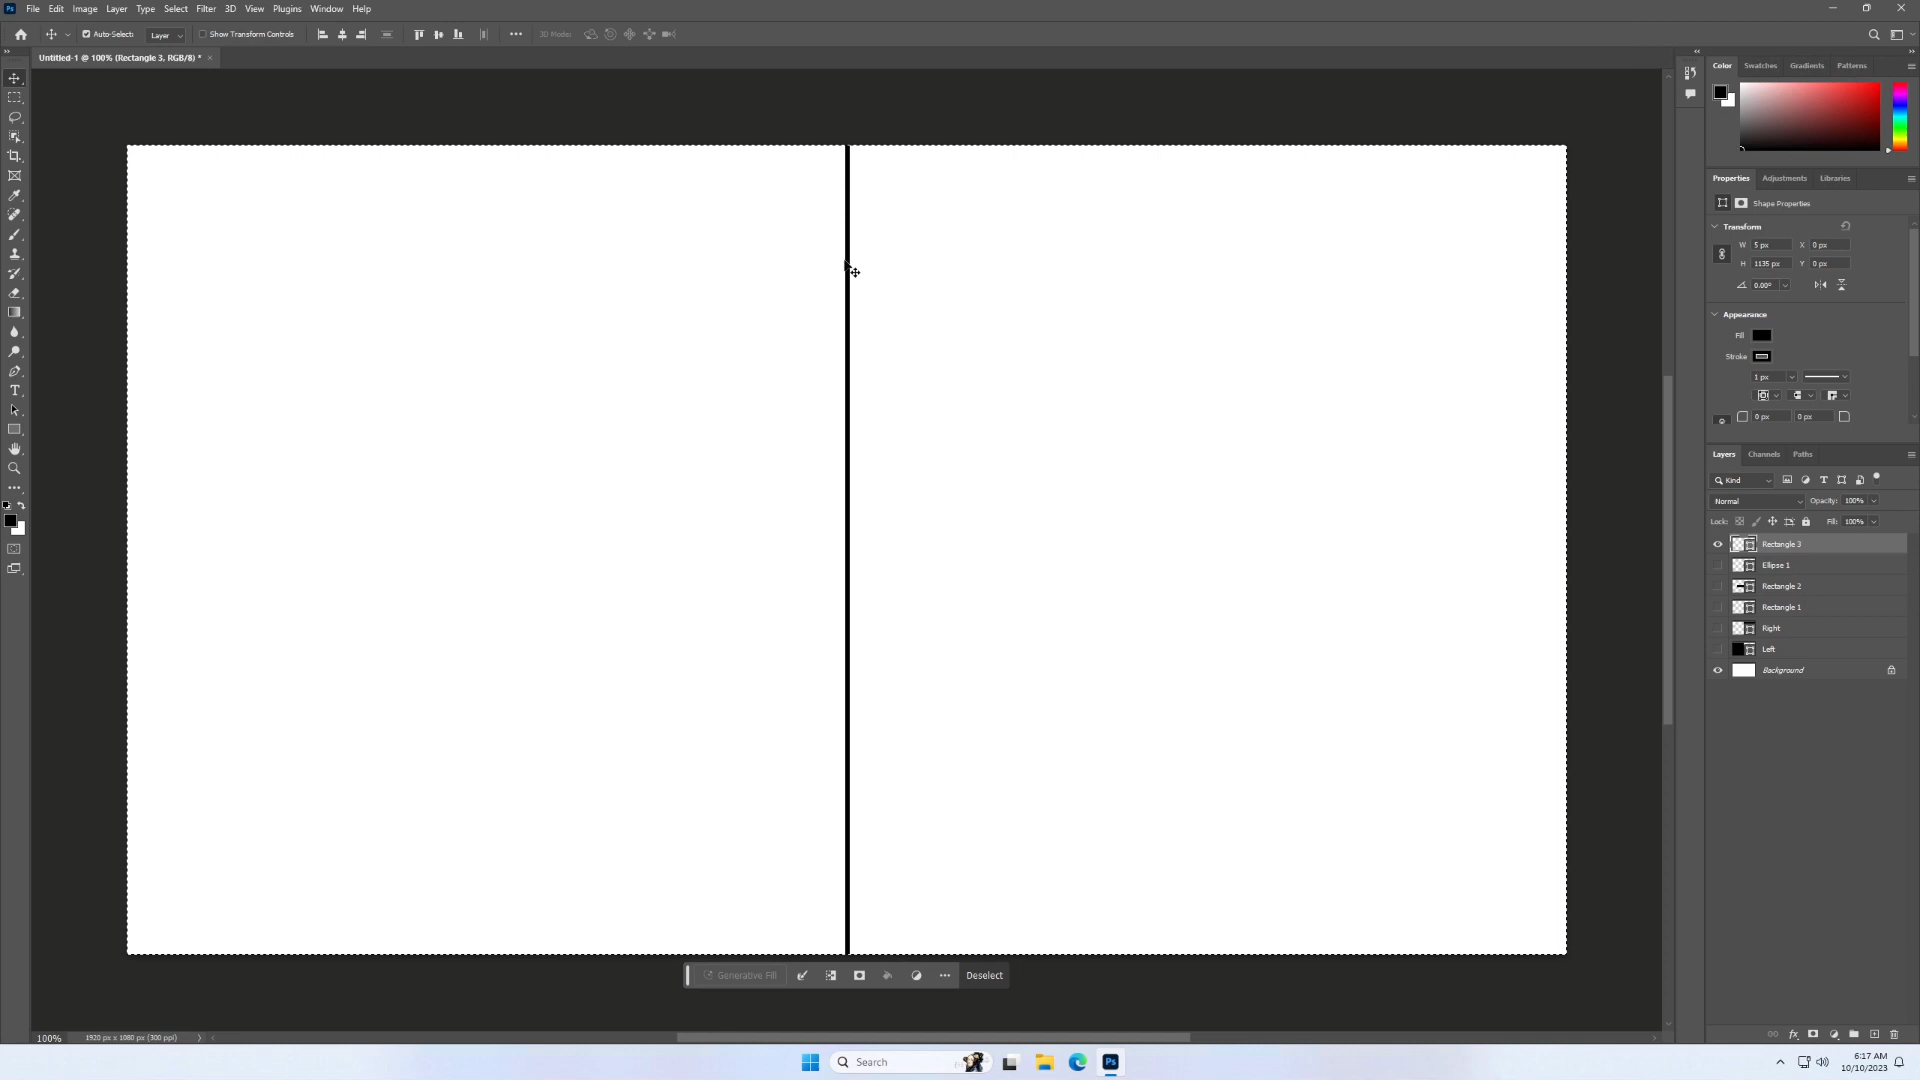 Ps File Edit Image Layer Type Select Filter 3D View Plugins Window Help
Auto-Select: Layer Show Transform Controls 3D Mode:
Untitled-1 @ 100% (Rectangle 3, RGB/8) *
Color Swatches Gradients Patterns
Properties Adjustments Libraries
Shape Properties
Transform
W 5 px X 0 px
H 1135 px Y 0 px
0.00°
Appearance
Fill
Stroke
1 px
0 px 0 px
Layers Channels Paths
Kind
Normal Opacity: 100%
Lock: Fill: 100%
Rectangle 3
Ellipse 1
Rectangle 2
Rectangle 1
Right
Left
Background
Generative Fill Deselect
100% 1920 px x 1080 px (300 ppi)
Search Ps
6:17 AM
10/10/2023